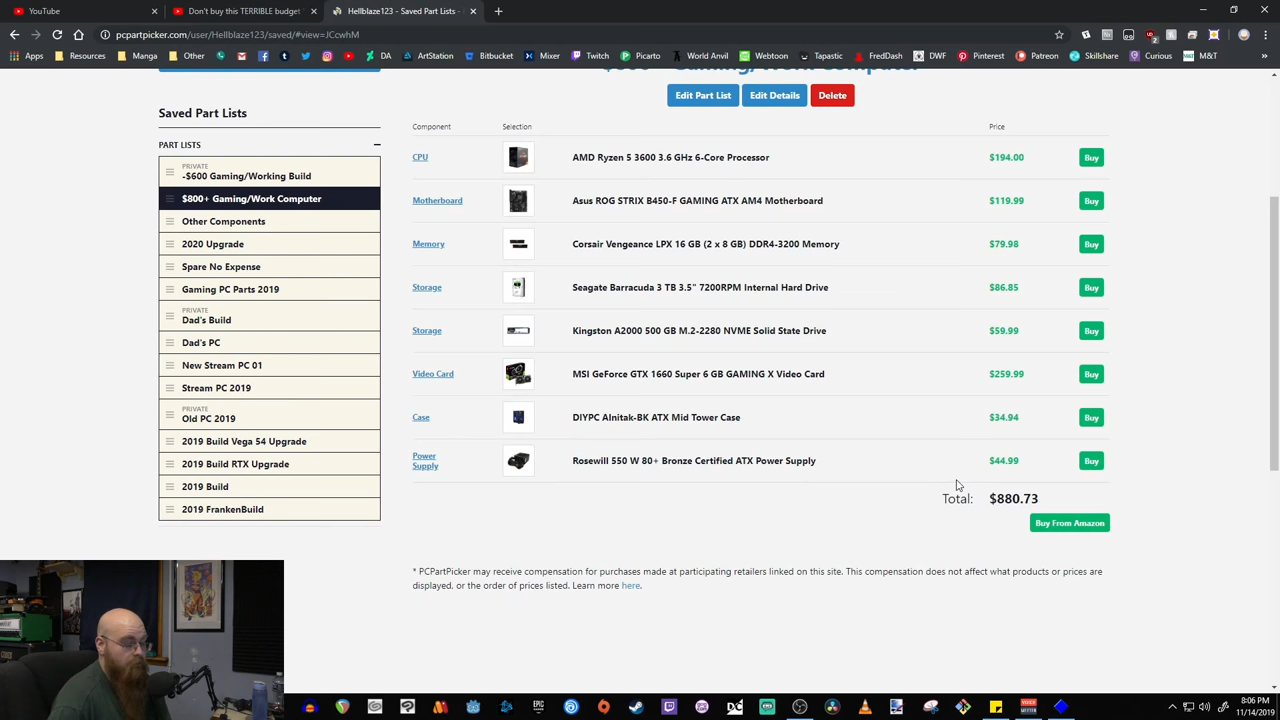 YouTube
Don't buy this TERRIBLE budget
Hellblaze123 - Saved Part Lists -
pcpartpicker.com/user/Hellblaze123/saved/#view=JCcwhM
Apps Resources Manga Other DA ArtStation Bitbucket Mixr Twitch Picarto World Anvil Webtoon Tapastic FredDash DWF Pinterest Patreon Skillshare Curious M&T
Edit Part List Edit Details Delete
Saved Part Lists
PART LISTS
PRIVATE
-$600 Gaming/Working Build
$800+ Gaming/Work Computer
Other Components
2020 Upgrade
Spare No Expense
Gaming PC Parts 2019
PRIVATE
Dad's Build
Dad's PC
New Stream PC 01
Stream PC 2019
PRIVATE
Old PC 2019
2019 Build Vega 54 Upgrade
2019 Build RTX Upgrade
2019 Build
2019 FrankenBuild
Component Selection Price
CPU AMD Ryzen 5 3600 3.6 GHz 6-Core Processor $194.00 Buy
Motherboard Asus ROG STRIX B450-F GAMING ATX AM4 Motherboard $119.99 Buy
Memory Corsair Vengeance LPX 16 GB (2 x 8 GB) DDR4-3200 Memory $79.98 Buy
Storage Seagate Barracuda 3 TB 3.5" 7200RPM Internal Hard Drive $86.85 Buy
Storage Kingston A2000 500 GB M.2-2280 NVME Solid State Drive $59.99 Buy
Video Card MSI GeForce GTX 1660 Super 6 GB GAMING X Video Card $259.99 Buy
Case DIYPC Alnitak-BK ATX Mid Tower Case $34.94 Buy
Power Supply Rosewill 550 W 80+ Bronze Certified ATX Power Supply $44.99 Buy
Total: $880.73
Buy From Amazon
* PCPartPicker may receive compensation for purchases made at participating retailers linked on this site. This compensation does not affect what products or prices are
displayed, or the order of prices listed. Learn more here.
8:06 PM
11/14/2019